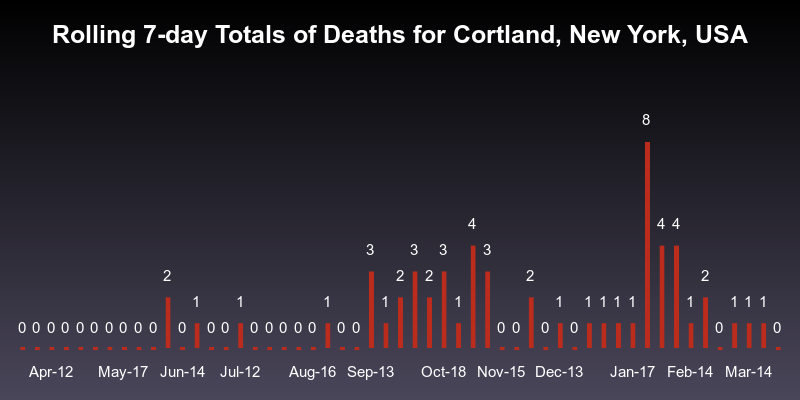 Rolling 7-day Totals of Deaths for Cortland, New York, USA
8
4 4 4
3 3 3 3
2 2 2 2 2
1 1 1 1 1 1 1 1 1 1 1 1 1 1
0 0 0 0 0 0 0 0 0 0 0 0 0 0 0 0 0 0 0 0 0 0 0 0 0 0
Apr-12 May-17 Jun-14 Jul-12 Aug-16 Sep-13 Oct-18 Nov-15 Dec-13 Jan-17 Feb-14 Mar-14